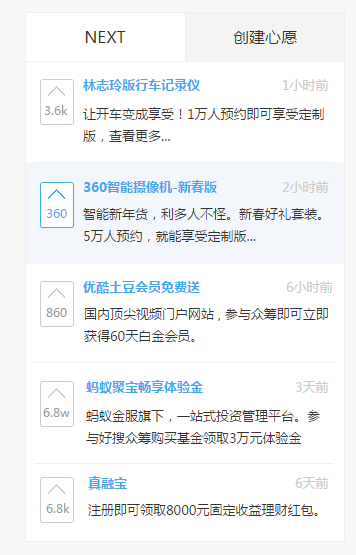 NEXT 创建心愿
林志玲版行车记录仪 1小时前
3.6k
让开车变成享受！1万人预约即可享受定制
版，查看更多...
360智能摄像机-新春版 2小时前
360
智能新年货，利多人不怪。新春好礼套装。
5万人预约，就能享受定制版...
优酷土豆会员免费送 6小时前
860
国内顶尖视频门户网站，参与众筹即可立即
获得60天白金会员。
蚂蚁聚宝畅享体验金 3天前
6.8w
蚂蚁金服旗下，一站式投资管理平台。参
与好搜众筹购买基金领取3万元体验金
真融宝 6天前
6.8k
注册即可领取8000元固定收益理财红包。